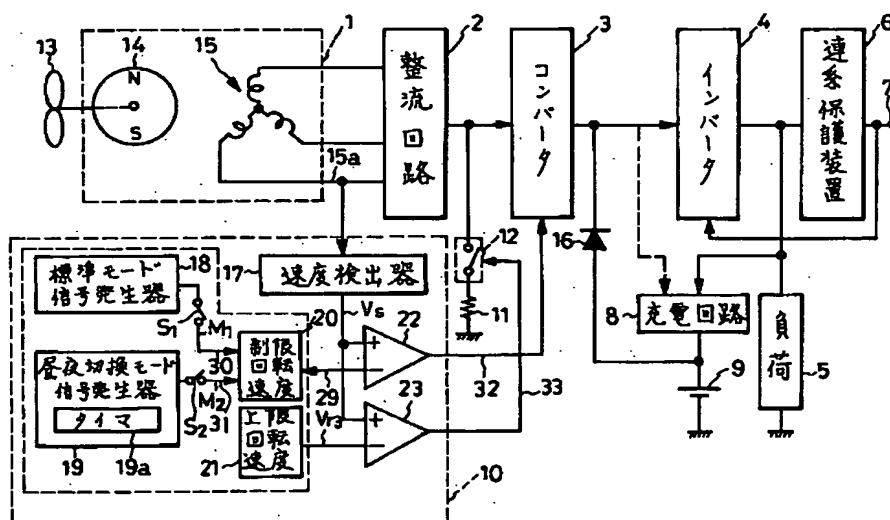 13
14
N
S
15
15a
1
2
整流回路
3
コンバータ
4
インバータ
6
連系保護装置
7
12
11
16
8
充電回路
9
負荷
5
17
速度検出器
Vs
18
標準モード
信号発生器
S1
M1
30
昼夜切換モード
信号発生器
タイマ
19
19a
S2
M2
31
20
制限
回転
速度
29
21
上限
回転
速度
Vr3
22
+
−
23
+
−
32
33
10